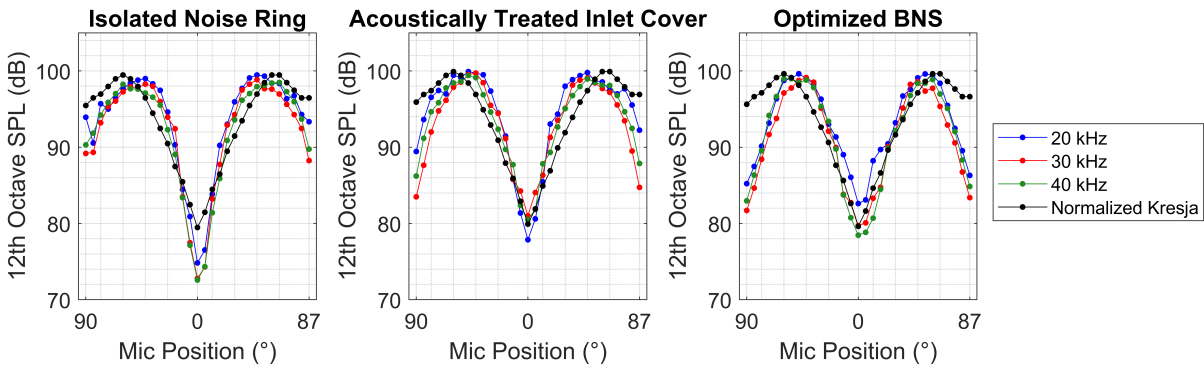 Isolated Noise Ring
12th Octave SPL (dB)
100
90
80
70
90
0
87
Mic Position (°)
Acoustically Treated Inlet Cover
12th Octave SPL (dB)
100
90
80
70
90
0
87
Mic Position (°)
Optimized BNS
12th Octave SPL (dB)
100
90
80
70
90
0
87
Mic Position (°)
20 kHz
30 kHz
40 kHz
Normalized Kresja